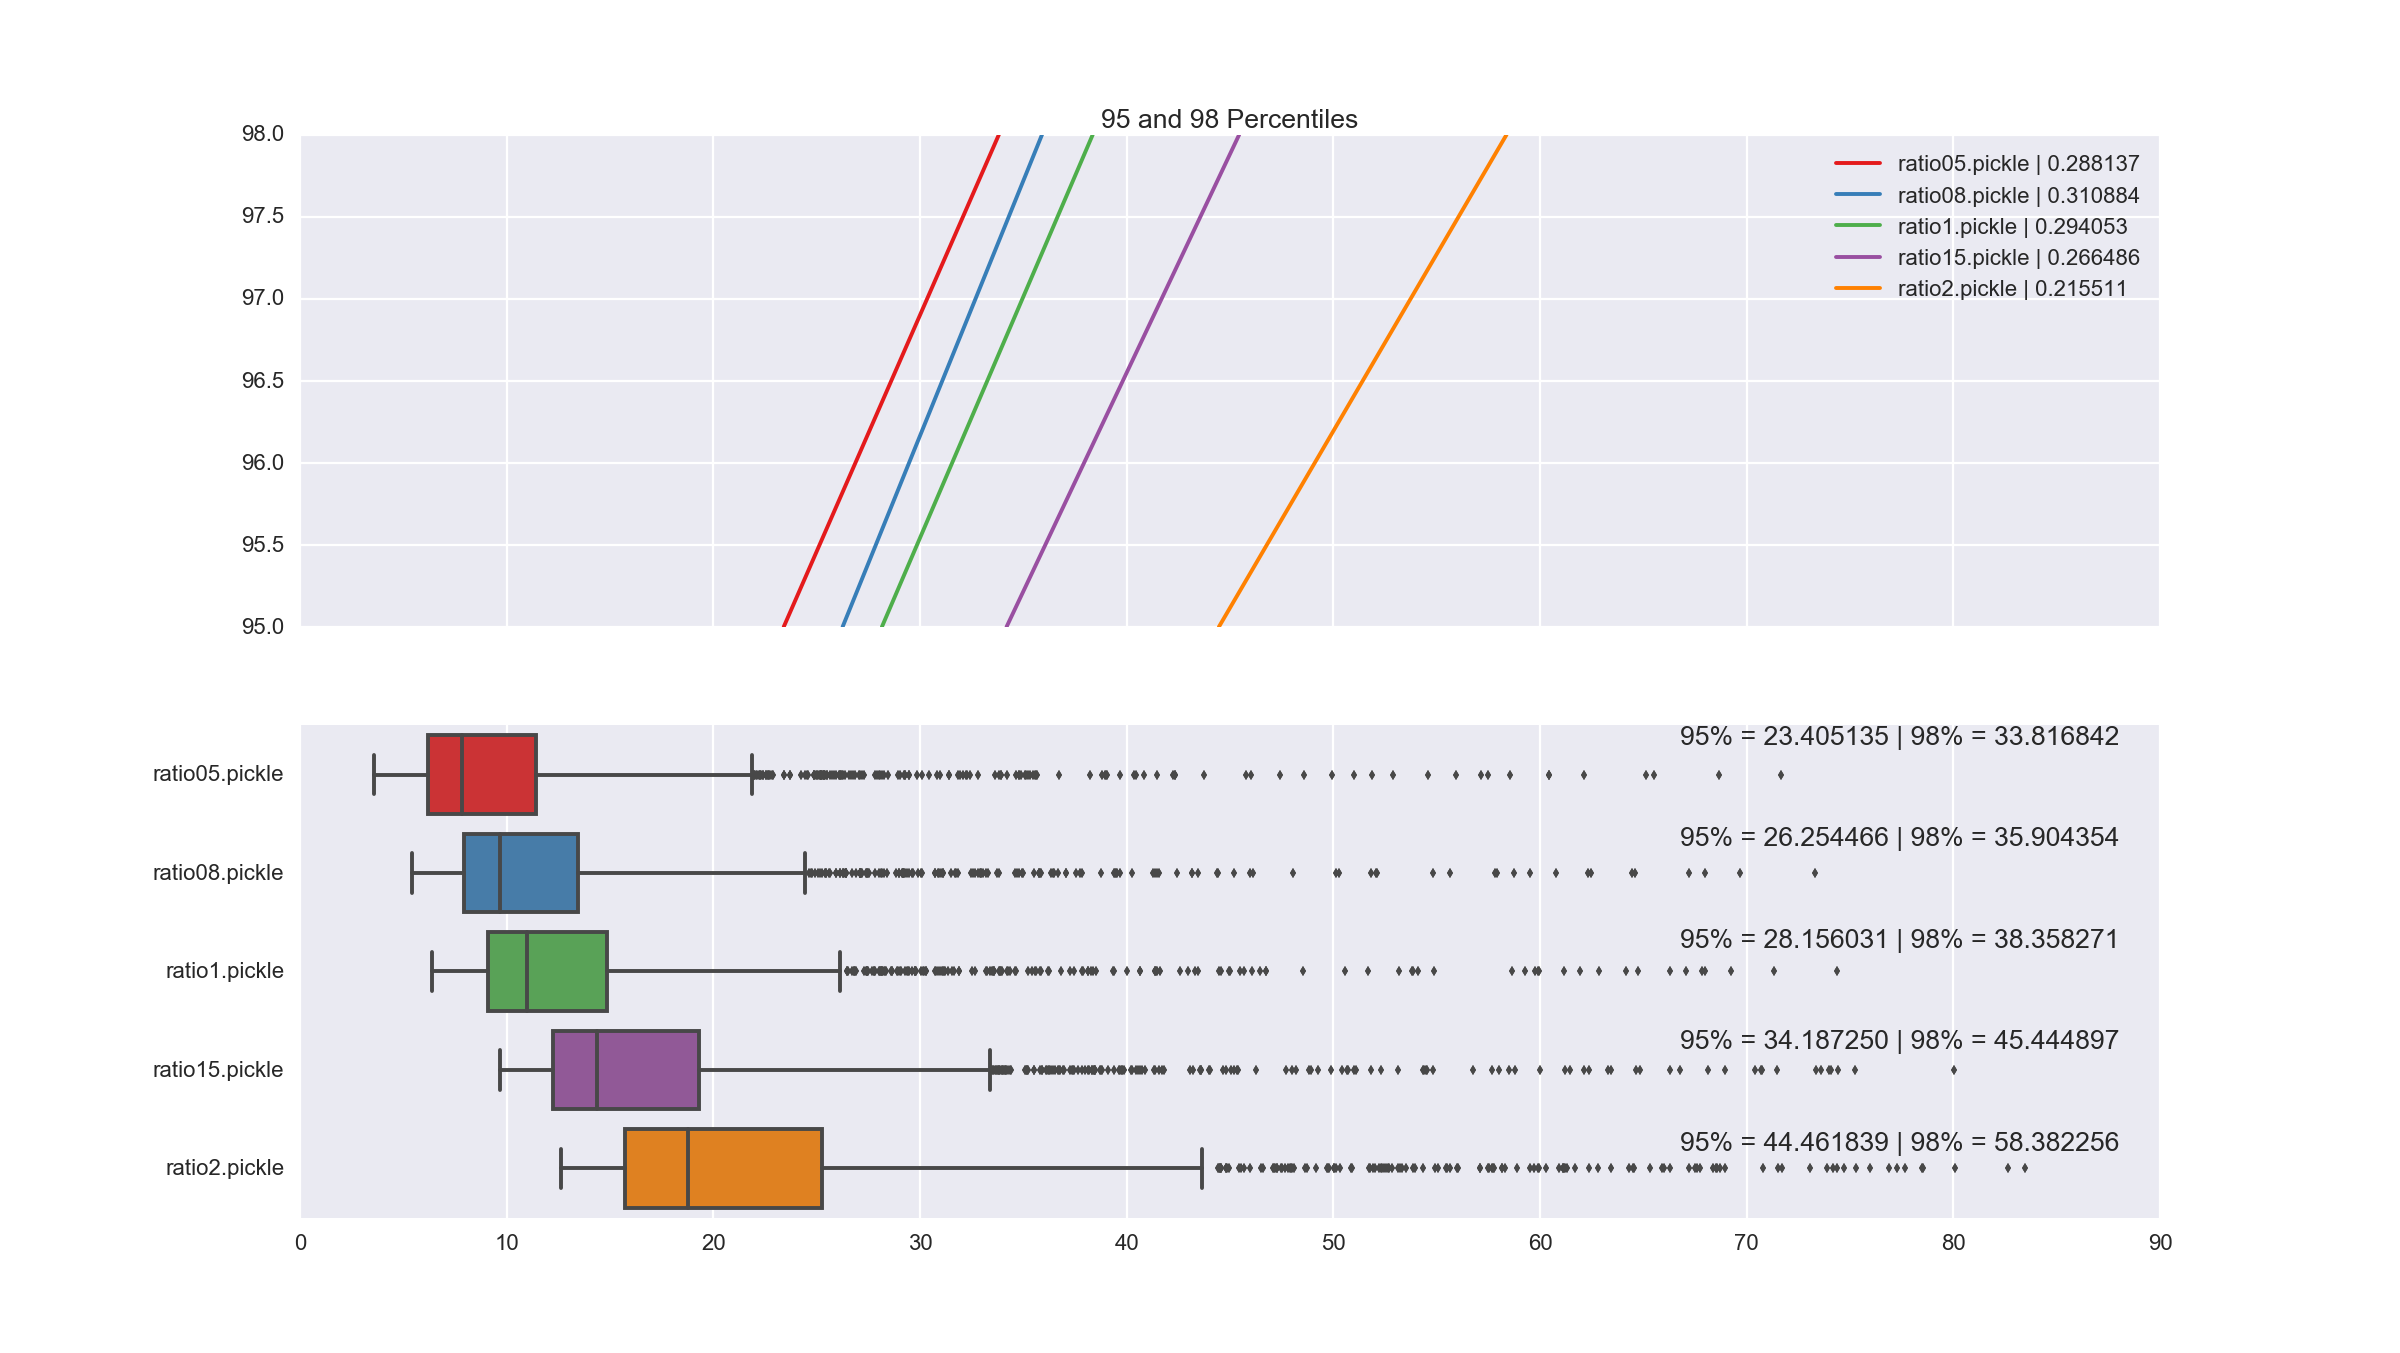 95 and 98 Percentiles
98.0
97.5
97.0
96.5
96.0
95.5
95.0
ratio05.pickle | 0.288137
ratio08.pickle | 0.310884
ratio1.pickle | 0.294053
ratio15.pickle | 0.266486
ratio2.pickle | 0.215511
95% = 23.405135 | 98% = 33.816842
ratio05.pickle
95% = 26.254466 | 98% = 35.904354
ratio08.pickle
95% = 28.156031 | 98% = 38.358271
ratio1.pickle
95% = 34.187250 | 98% = 45.444897
ratio15.pickle
95% = 44.461839 | 98% = 58.382256
ratio2.pickle
0 10 20 30 40 50 60 70 80 90